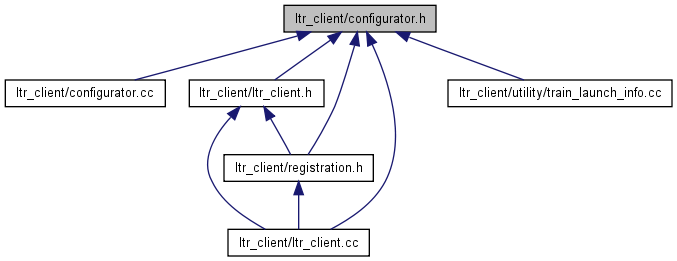 ltr_client/configurator.h
ltr_client/configurator.cc
ltr_client/ltr_client.h
ltr_client/utility/train_launch_info.cc
ltr_client/registration.h
ltr_client/ltr_client.cc